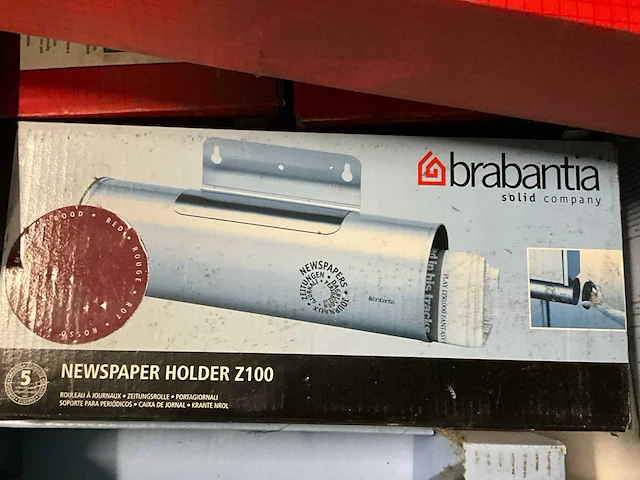 brabantia
solid company
ROOD • RED • ROUGE • ROT • ROSSO
NEWSPAPERS • JOURNAUX
ZEITUNGEN
brabantia
5
NEWSPAPER HOLDER Z100
ROULEAU À JOURNAUX • ZEITUNGSROLLE • PORTAGIORNALI
SOPORTE PARA PERIÓDICOS • CAIXA DE JORNAL • KRANTE NROL